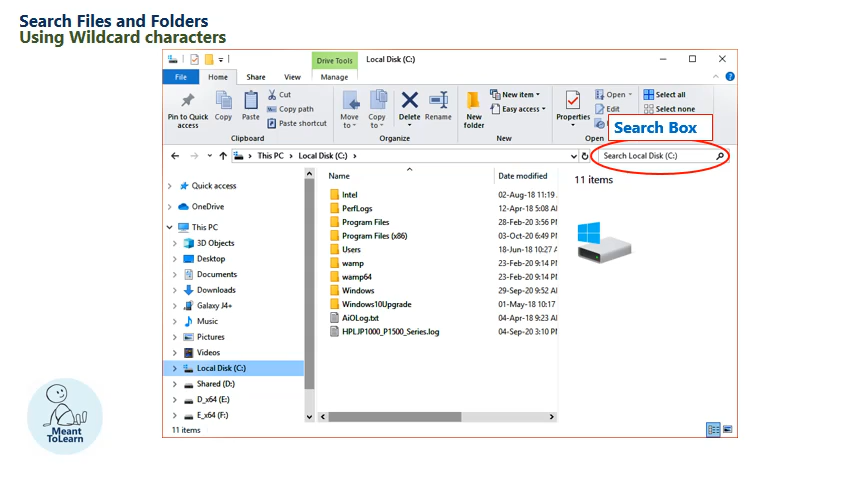 Search Files and Folders
Using Wildcard characters
Drive Tools
Local Disk (C:)
File
Home
Share
View
Manage
Pin to Quick access
Copy
Paste
Cut
Copy path
Paste shortcut
Clipboard
Move to
Copy to
Delete
Rename
Organize
New folder
New item
Easy access
New
Properties
Open
Edit
Open
Select all
Select none
Search Box
This PC
Local Disk (C:)
Search Local Disk (C:)
Quick access
OneDrive
This PC
3D Objects
Desktop
Documents
Downloads
Galaxy J4+
Music
Pictures
Videos
Local Disk (C:)
Shared (D:)
D_x64 (E:)
E_x64 (F:)
Name Date modified
Intel 02-Aug-18 11:19
PerfLogs 12-Apr-18 5:08 A
Program Files 28-Feb-20 3:56 P
Program Files (x86) 03-Oct-20 6:49 P
Users 18-Jun-18 10:27
wamp 23-Feb-20 9:14 P
wamp64 23-Feb-20 9:14 P
Windows 29-Sep-20 9:52 A
Windows10Upgrade 01-May-18 10:17
AiOLog.txt 04-Apr-18 9:23 A
HPLJP1000_P1500_Series.log 04-Sep-20 3:10 P
11 items
11 items
Meant
ToLearn